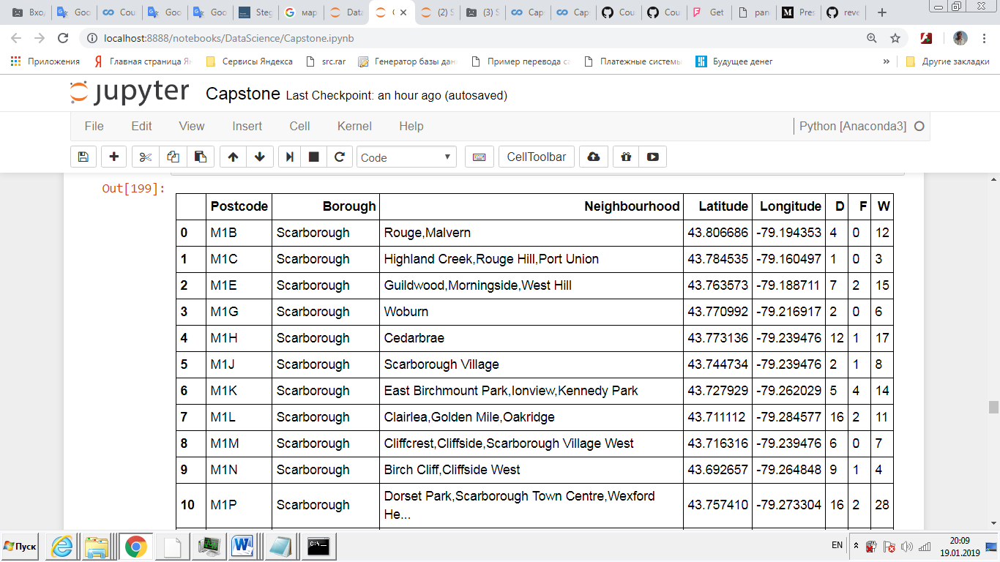 Вход Cou Goo Goo Goo Steg мар Data C (2) S (3) S Cap Cap Cou Cou Get pan Pres reve
localhost:8888/notebooks/DataScience/Capstone.ipynb
Приложения Главная страница Ян Сервисы Яндекса src.rar Генератор базы дан Пример перевода са Платежные системы Будущее денег » Другие закладки
jupyter Capstone Last Checkpoint: an hour ago (autosaved)
File Edit View Insert Cell Kernel Help Python [Anaconda3]
Code CellToolbar
Out[199]:
Postcode Borough Neighbourhood Latitude Longitude D F W
0 M1B Scarborough Rouge,Malvern 43.806686 -79.194353 4 0 12
1 M1C Scarborough Highland Creek,Rouge Hill,Port Union 43.784535 -79.160497 1 0 3
2 M1E Scarborough Guildwood,Morningside,West Hill 43.763573 -79.188711 7 2 15
3 M1G Scarborough Woburn 43.770992 -79.216917 2 0 6
4 M1H Scarborough Cedarbrae 43.773136 -79.239476 12 1 17
5 M1J Scarborough Scarborough Village 43.744734 -79.239476 2 1 8
6 M1K Scarborough East Birchmount Park,Ionview,Kennedy Park 43.727929 -79.262029 5 4 14
7 M1L Scarborough Clairlea,Golden Mile,Oakridge 43.711112 -79.284577 16 2 11
8 M1M Scarborough Cliffcrest,Cliffside,Scarborough Village West 43.716316 -79.239476 6 0 7
9 M1N Scarborough Birch Cliff,Cliffside West 43.692657 -79.264848 9 1 4
10 M1P Scarborough Dorset Park,Scarborough Town Centre,Wexford He... 43.757410 -79.273304 16 2 28
Пуск EN 20:09
19.01.2019